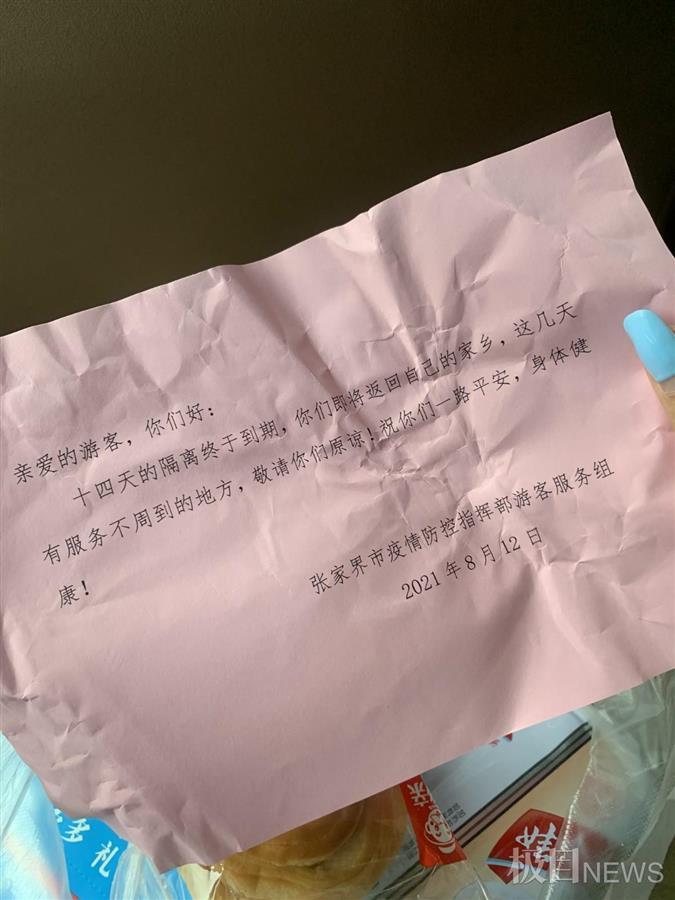 亲爱的游客，你们好：
十四天的隔离终于到期，你们即将返回自己的家乡，这几天
有服务不周到的地方，敬请你们原谅！祝你们一路平安，身体健
康！
张家界市疫情防控指挥部游客服务组
2021年8月12日
多礼
极目NEWS